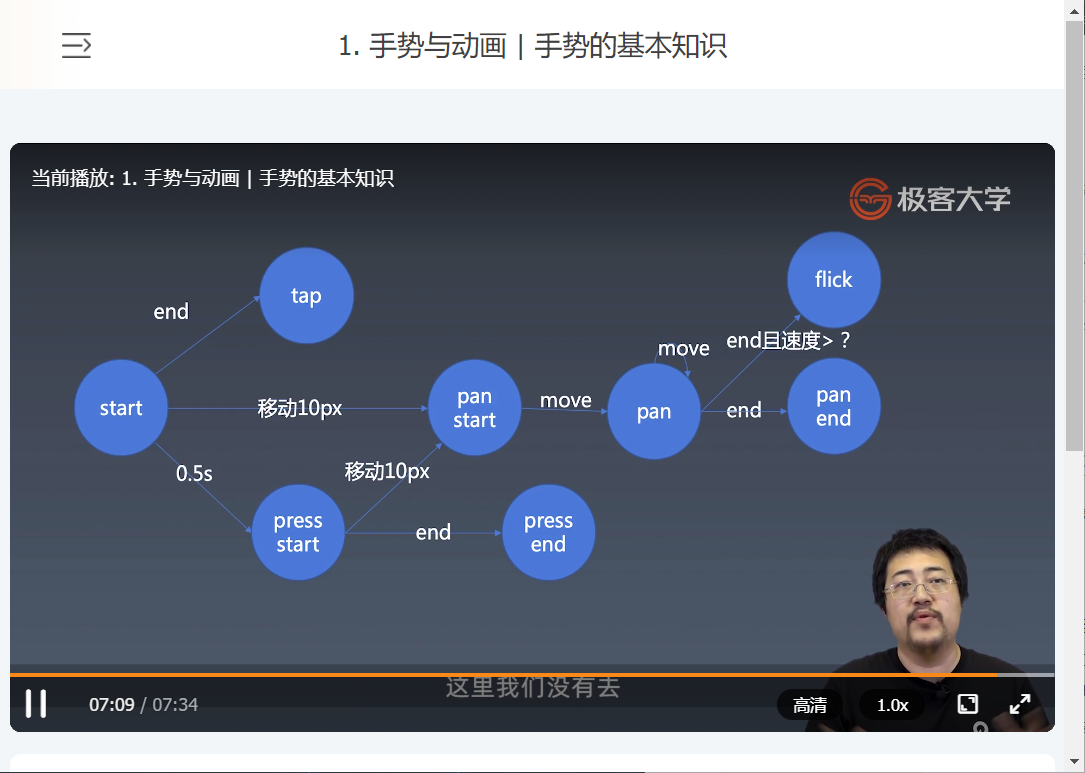 1. 手势与动画 | 手势的基本知识
当前播放: 1. 手势与动画 | 手势的基本知识
极客大学
flick
tap
end
end且速度> ?
move
start
移动10px
pan
start
move
pan
end
pan
end
0.5s
移动10px
press
start
end
press
end
这里我们没有去
07:09 / 07:34
高清
1.0x